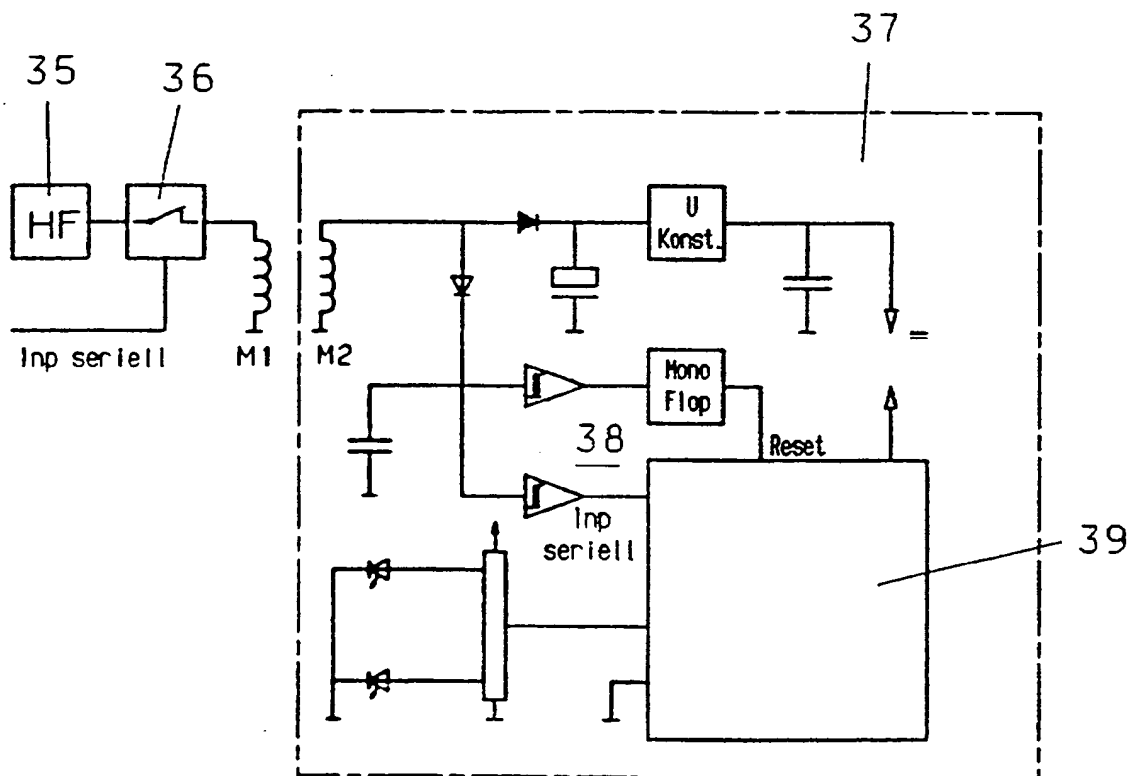 37
35
36
HF
U
Konst.
Inp seriell
M1
M2
=
Mono
Flop
38
Reset
Inp
seriell
39